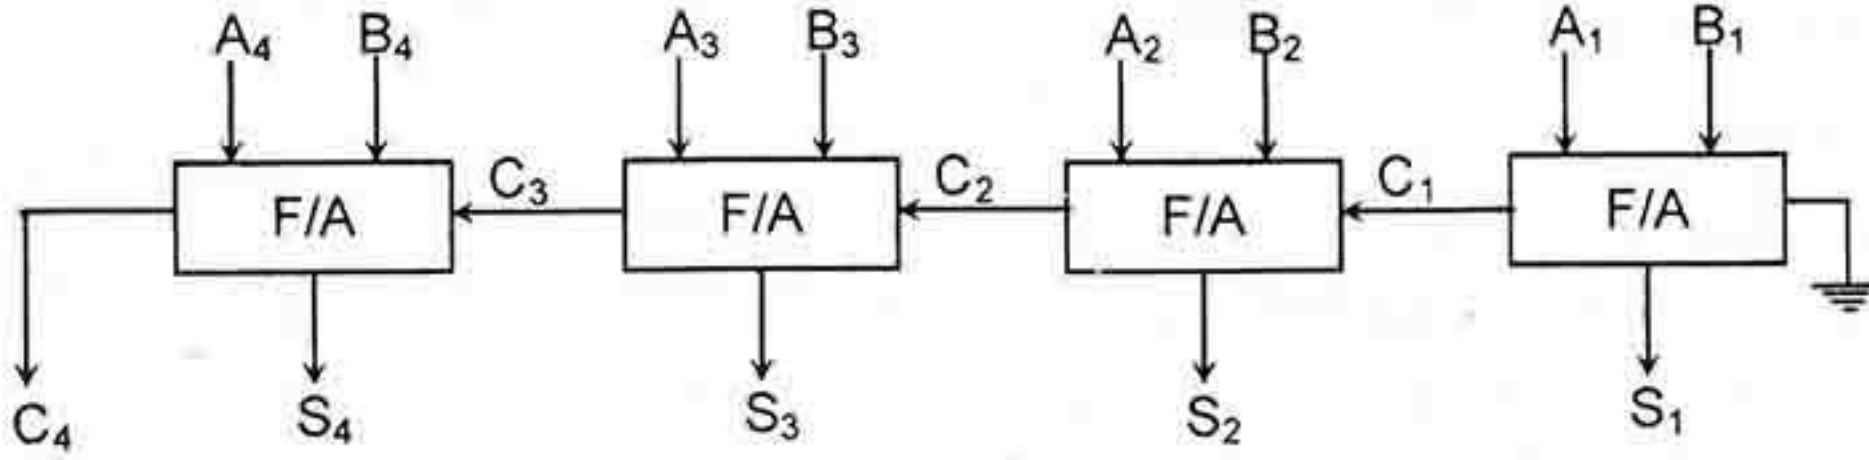 A₄ B₄ A₃ B₃ A₂ B₂ A₁ B₁
F/A C₃ F/A C₂ F/A C₁ F/A
C₄ S₄ S₃ S₂ S₁